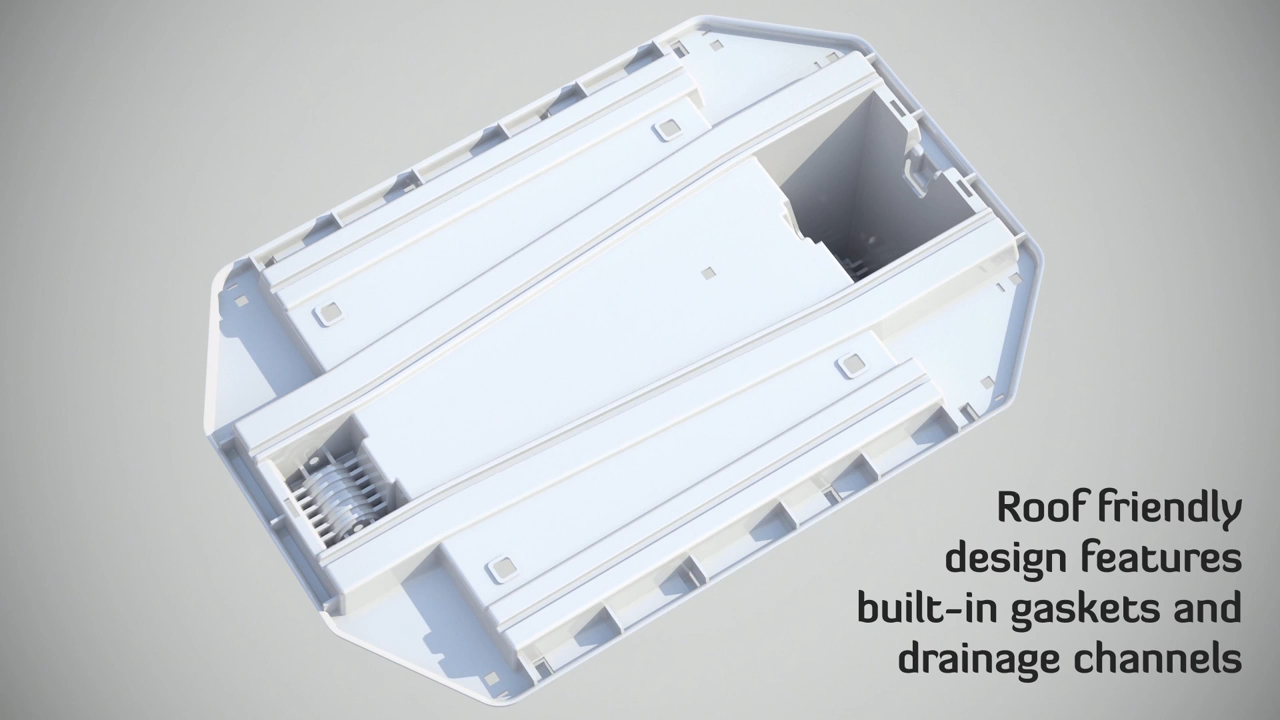 Roof friendly
design features
built-in gaskets and
drainage channels